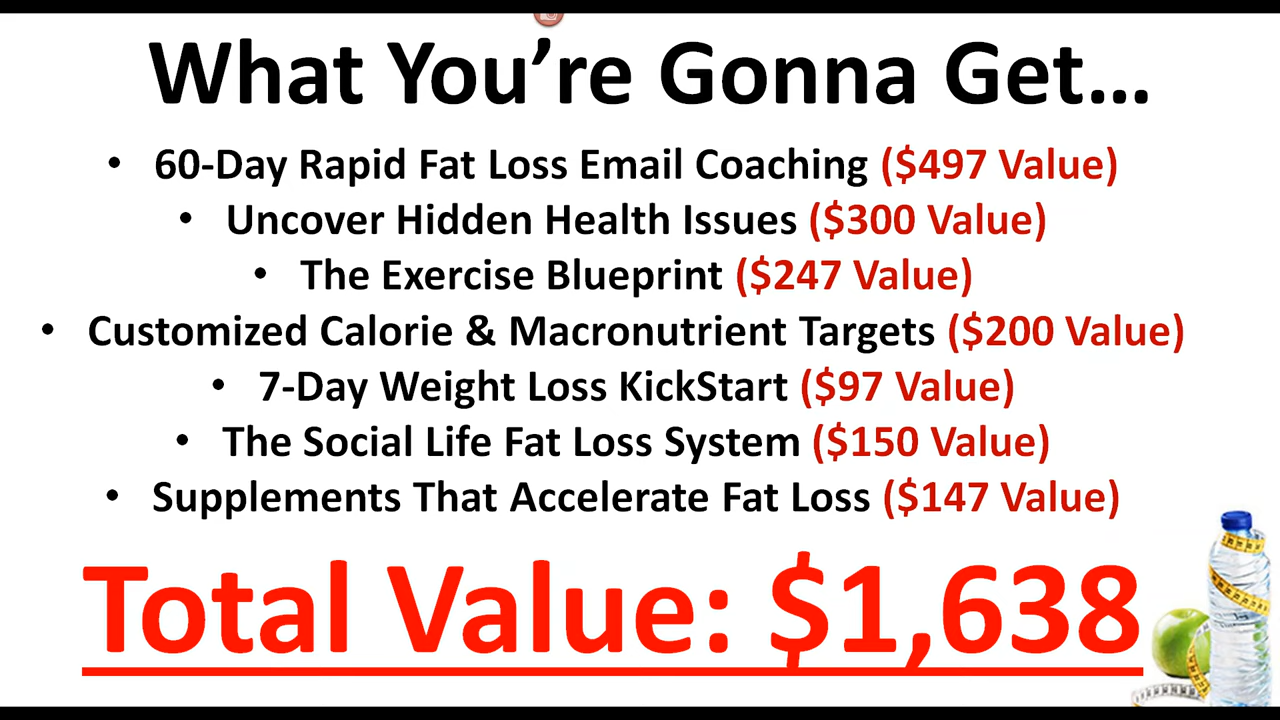 What You’re Gonna Get...
• 60-Day Rapid Fat Loss Email Coaching ($497 Value)
• Uncover Hidden Health Issues ($300 Value)
• The Exercise Blueprint ($247 Value)
• Customized Calorie & Macronutrient Targets ($200 Value)
• 7-Day Weight Loss KickStart ($97 Value)
• The Social Life Fat Loss System ($150 Value)
• Supplements That Accelerate Fat Loss ($147 Value)
Total Value: $1,638